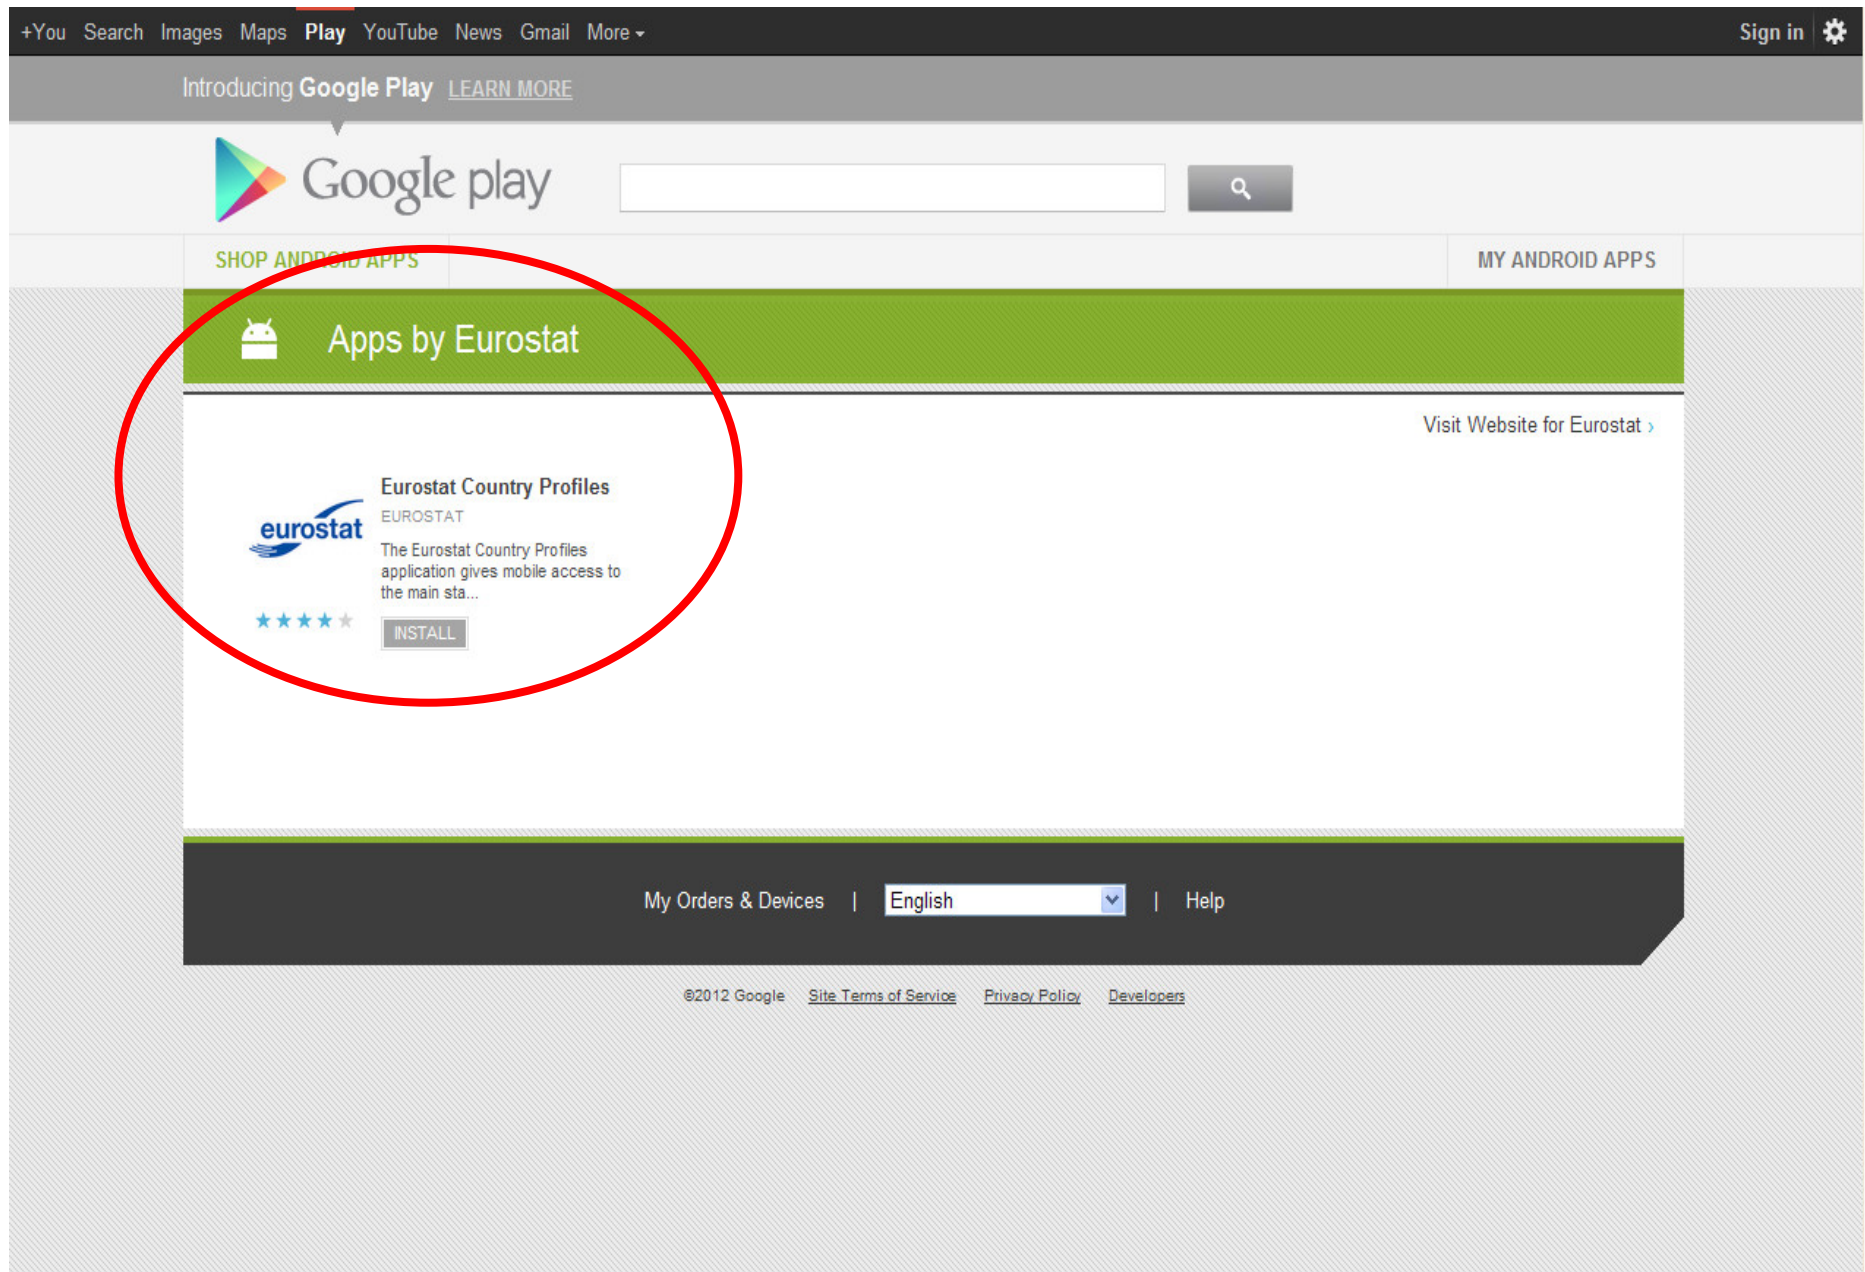 +You Search Images Maps Play YouTube News Gmail More
Sign in
Introducing Google Play LEARN MORE
Google play
SHOP ANDROID APPS
MY ANDROID APPS
Apps by Eurostat
Visit Website for Eurostat ›
eurostat
Eurostat Country Profiles
EUROSTAT
The Eurostat Country Profiles
application gives mobile access to
the main sta...
INSTALL
My Orders & Devices | English | Help
©2012 Google Site Terms of Service Privacy Policy Developers